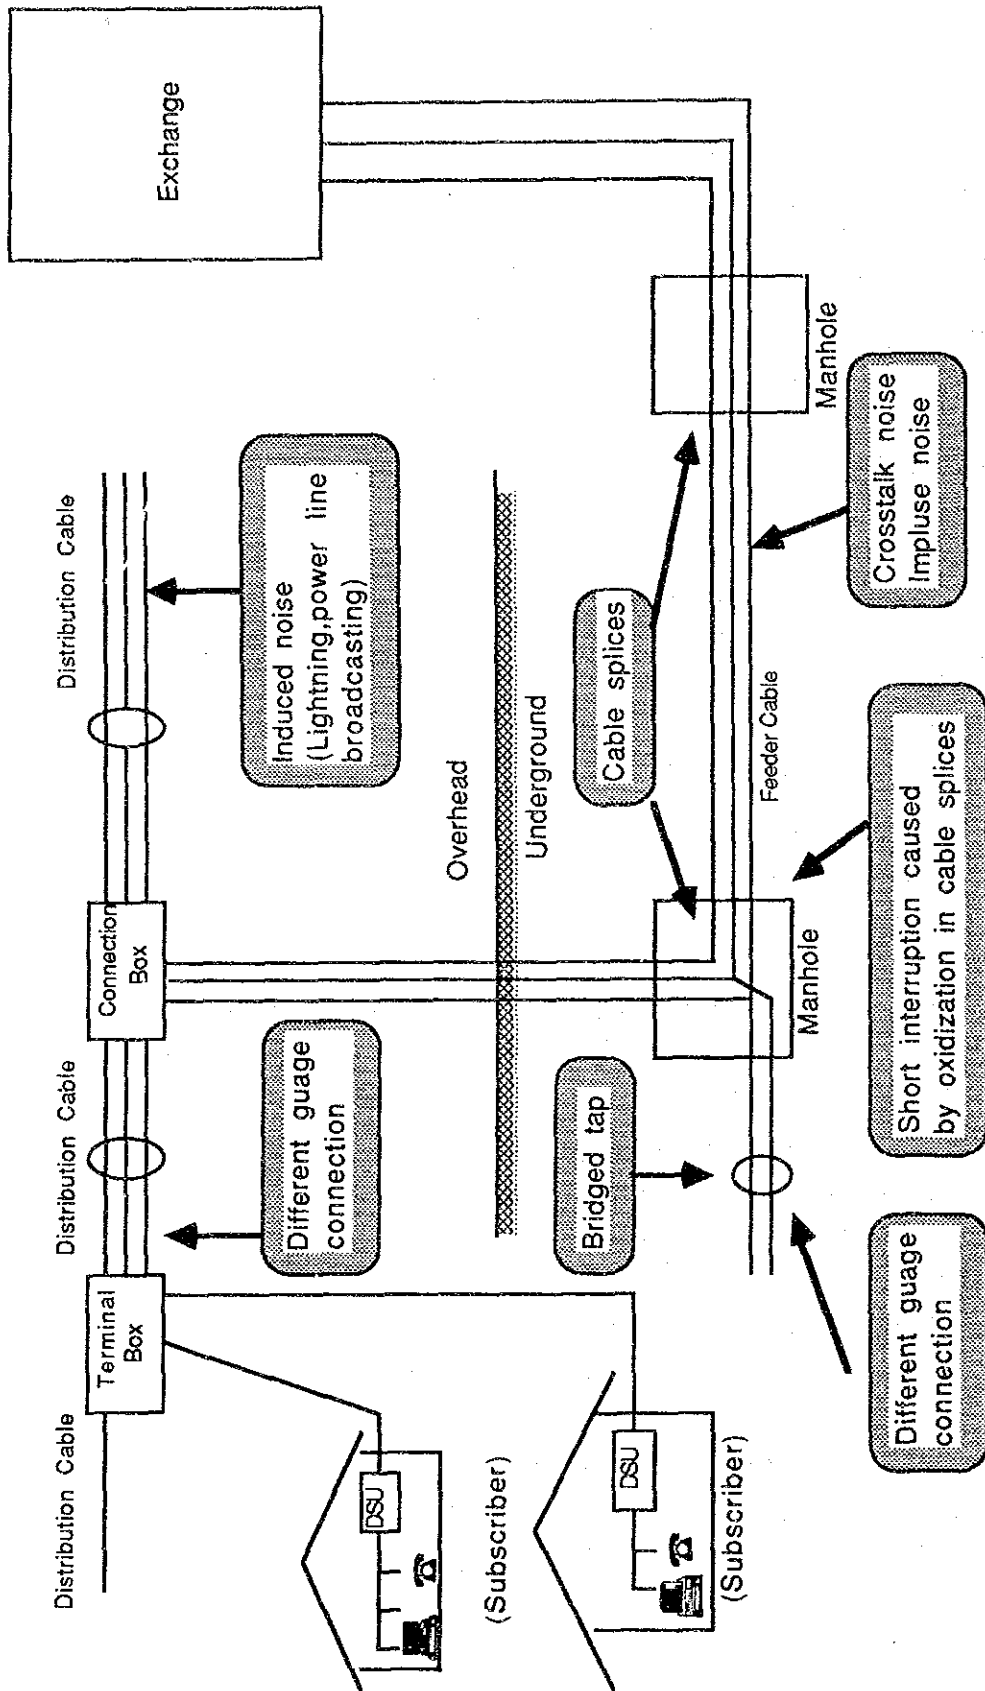 Distribution Cable
Terminal
Box
Distribution Cable
Connection
Box
Distribution Cable
Exchange
Different guage
connection
Induced noise
(Lightning,power line
broadcasting)
DSU
(Subscriber)
Overhead
Underground
DSU
(Subscriber)
Bridged tap
Cable splices
Manhole
Feeder Cable
Manhole
Different guage
connection
Short interruption caused
by oxidization in cable splices
Crosstalk noise
Impluse noise